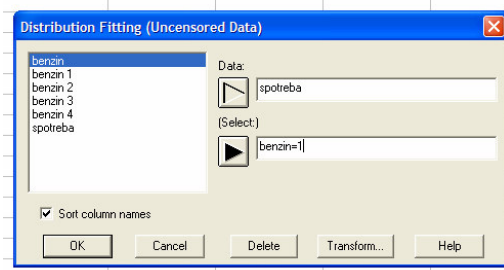 Distribution Fitting (Uncensored Data)
benzin
benzin 1
benzin 2
benzin 3
benzin 4
spotreba
Data:
spotreba
(Select:)
benzin=1
Sort column names
OK
Cancel
Delete
Transform...
Help